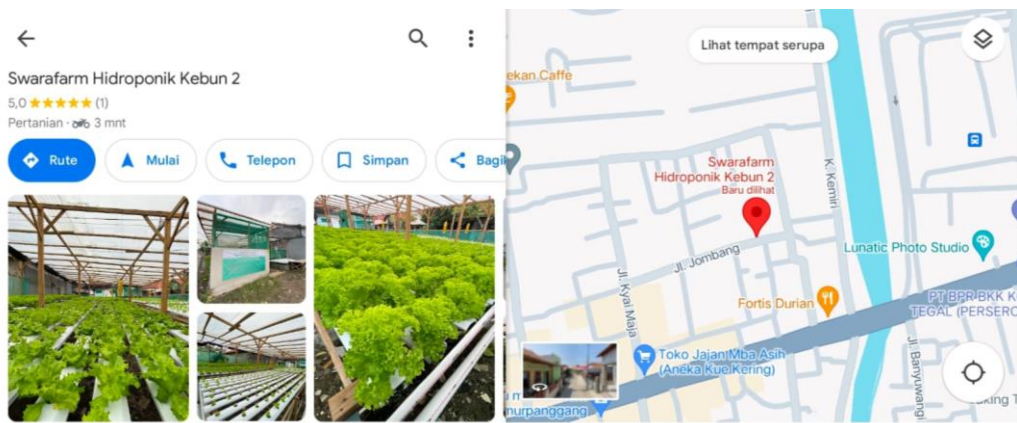 Swarafarm Hidroponik Kebun 2
5,0 ★★★★★ (1)
Pertanian · 3 mnt
Rute
Mulai
Telepon
Simpan
Bagi
Lihat tempat serupa
ekan Caffe
Swarafarm
Hidroponik Kebun 2
Baru dilihat
K. Kemiri
Jl. Jombang
Jl. Kyai Maja
Lunatic Photo Studio
Fortis Durian
PT BPR BKK K
TEGAL (PERSERO
Toko Jajan Mba Asih
(Aneka Kue Kering)
Jl. Banyuwangi
murpanggang
king T